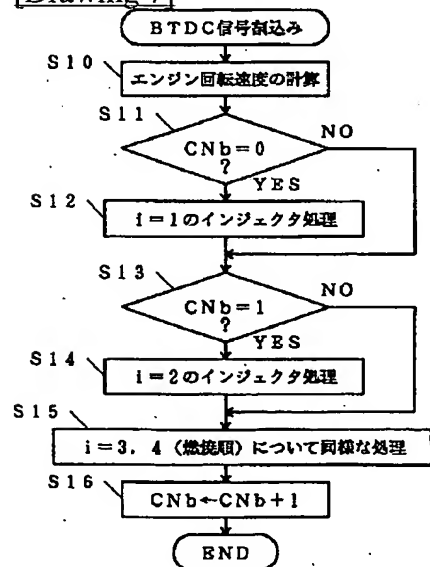 [Drawing 7]
BTDC信号割込み
S10
エンジン回転速度の計算
S11
CNb=0
?
NO
YES
S12
i=1のインジェクタ処理
S13
CNb=1
?
NO
YES
S14
i=2のインジェクタ処理
S15
i=3, 4 (燃焼順) について同様な処理
S16
CNb←CNb+1
END